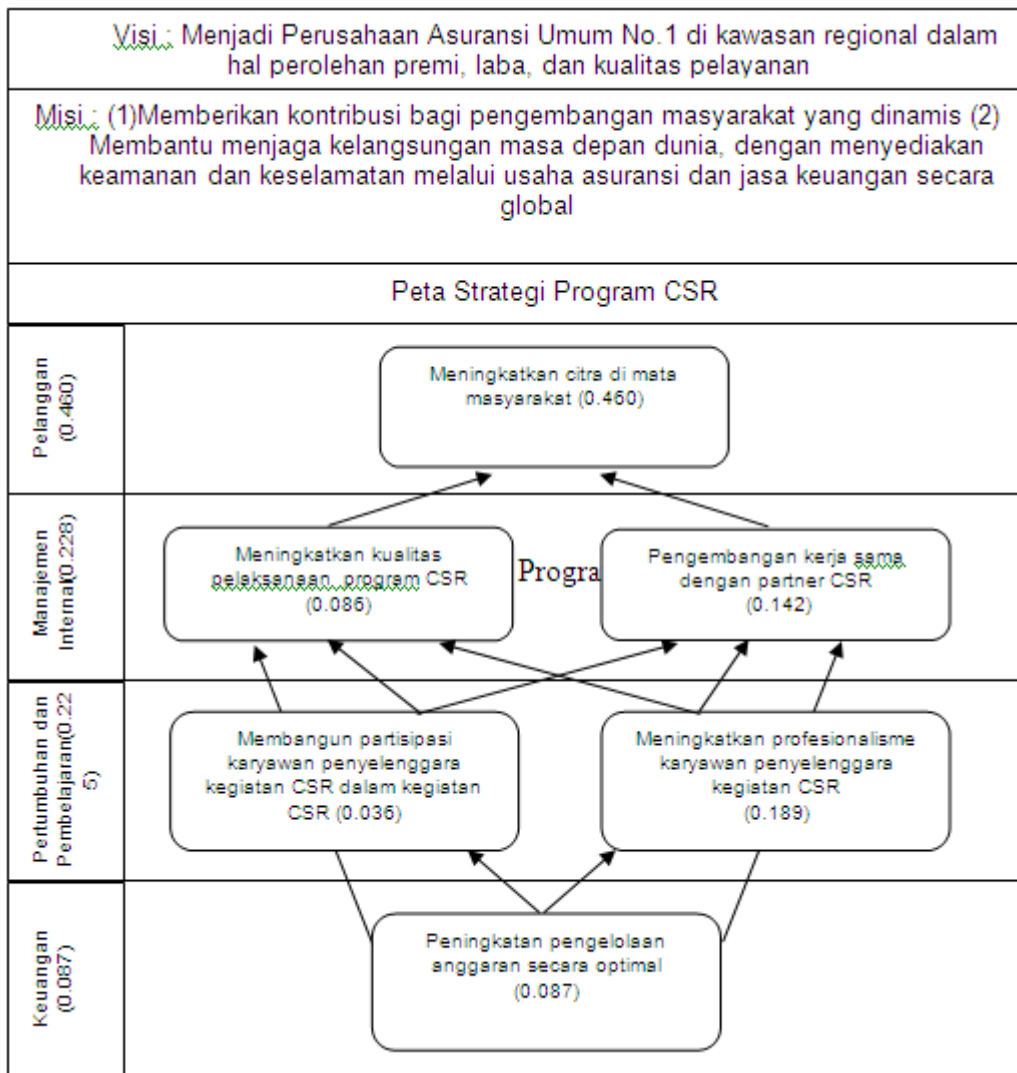 Visi : Menjadi Perusahaan Asuransi Umum No.1 di kawasan regional dalam
hal perolehan premi, laba, dan kualitas pelayanan
Misi : (1)Memberikan kontribusi bagi pengembangan masyarakat yang dinamis (2)
Membantu menjaga kelangsungan masa depan dunia, dengan menyediakan
keamanan dan keselamatan melalui usaha asuransi dan jasa keuangan secara
global
Peta Strategi Program CSR
Pelanggan
(0.460)
Meningkatkan citra di mata
masyarakat (0.460)
Manajemen
Internal(0.228)
Meningkatkan kualitas
pelaksanaan program CSR
(0.086)
Progra
Pengembangan kerja sama
dengan partner CSR
(0.142)
Pertumbuhan dan
Pembelajaran(0.22
5)
Membangun partisipasi
karyawan penyelenggara
kegiatan CSR dalam kegiatan
CSR (0.036)
Meningkatkan profesionalisme
karyawan penyelenggara
kegiatan CSR
(0.189)
Keuangan
(0.087)
Peningkatan pengelolaan
anggaran secara optimal
(0.087)